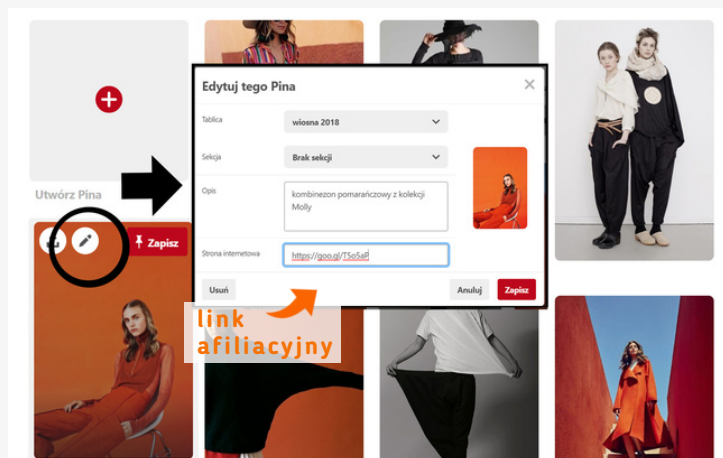 Edytuj tego Pina
Tablica
wiosna 2018
Sekcja
Brak sekcji
Opis
kombinezon pomarańczowy z kolekcji
Molly
Strona internetowa
https://goo.gl/TSo5aP
Usuń
Anuluj
Zapisz
Utwórz Pina
Zapisz
link
afiliacyjny